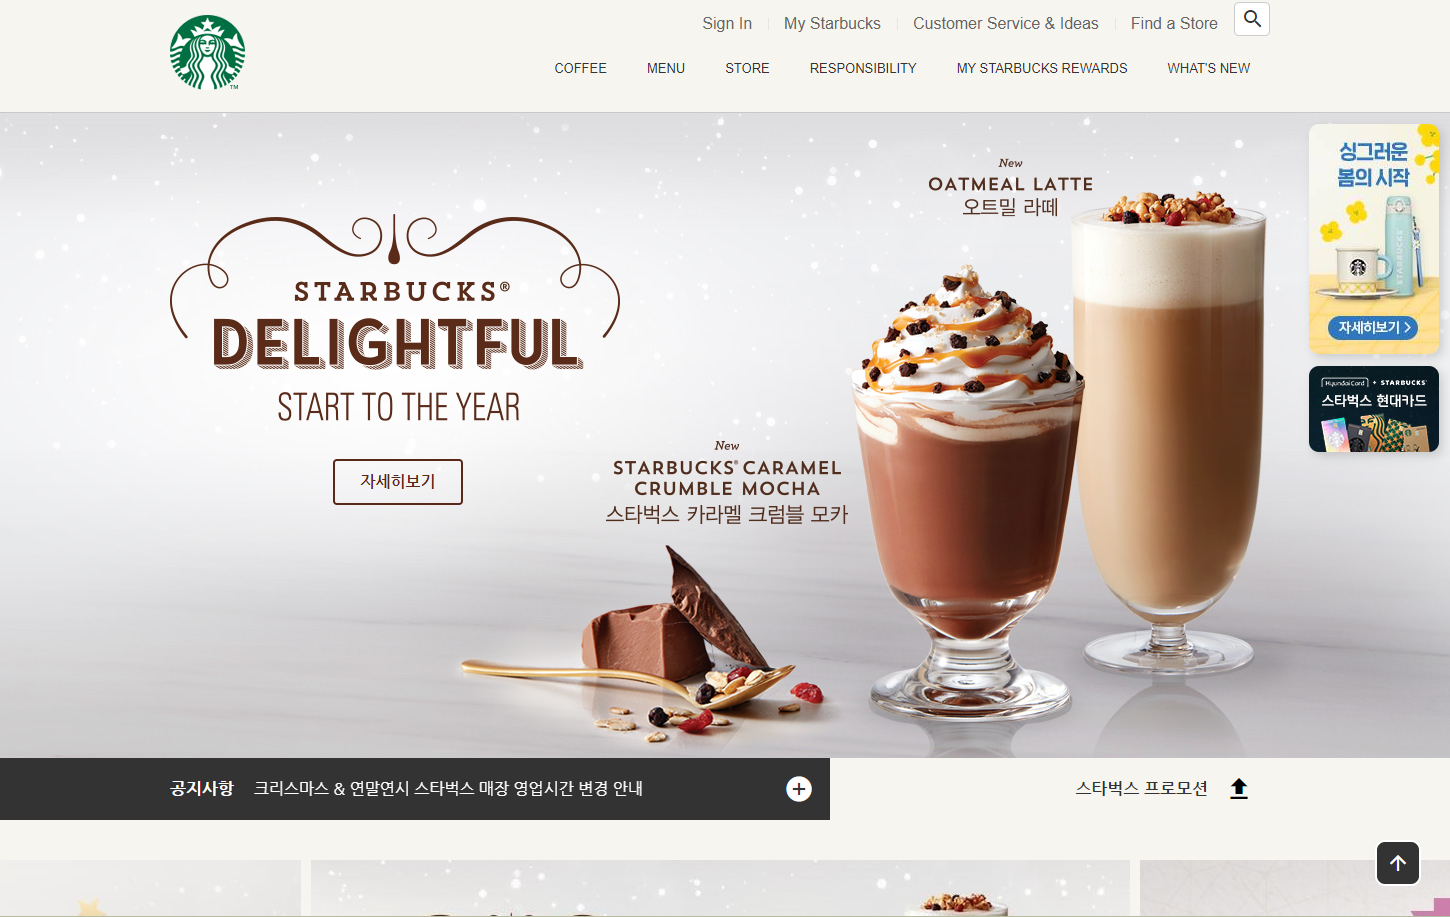 Sign In
My Starbucks
Customer Service & Ideas
Find a Store
TM
COFFEE
MENU
STORE
RESPONSIBILITY
MY STARBUCKS REWARDS
WHAT'S NEW
STARBUCKS®
DELIGHTFUL
START TO THE YEAR
자세히보기
New
OATMEAL LATTE
오트밀 라떼
New
STARBUCKS® CARAMEL
CRUMBLE MOCHA
스타벅스 카라멜 크럼블 모카
싱그러운
봄의 시작
STARBUCKS
자세히보기
HyundaiCard + STARBUCKS®
스타벅스 현대카드
공지사항
크리스마스 & 연말연시 스타벅스 매장 영업시간 변경 안내
스타벅스 프로모션